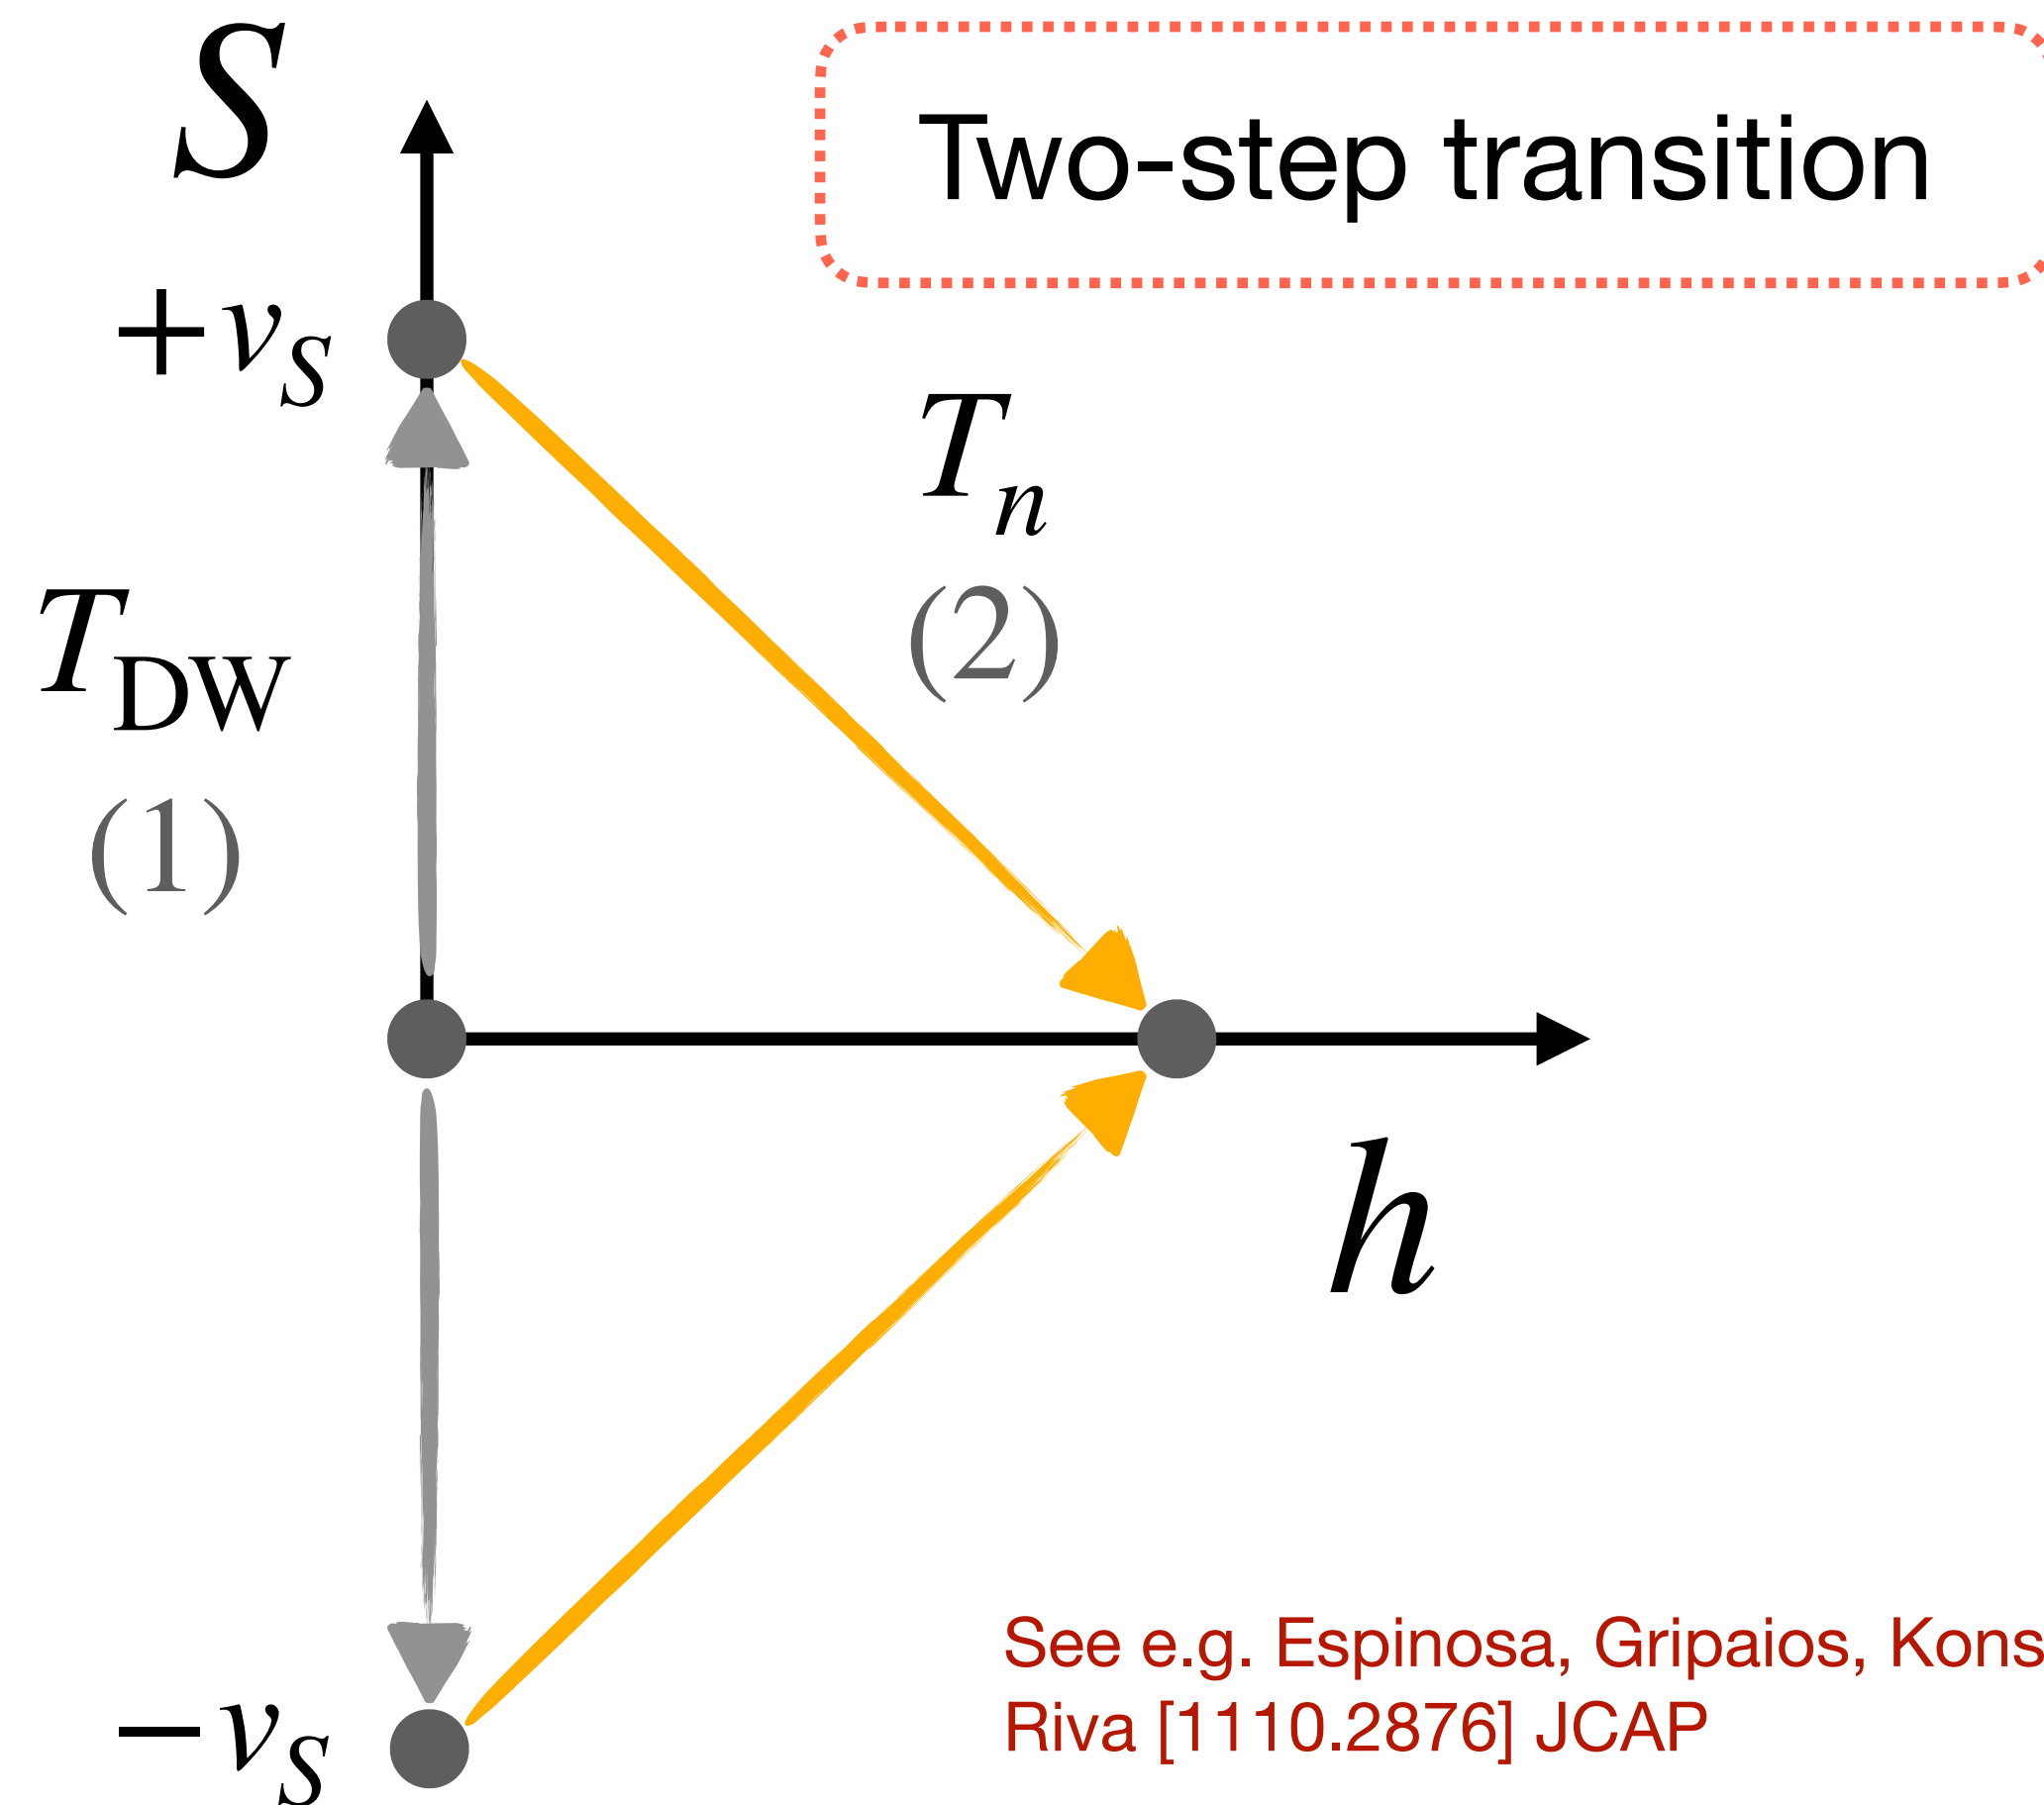 S
Two-step transition
+v_S
T_n
(2)
T_DW
(1)
h
See e.g. Espinosa, Gripaios, Kons
Riva [1110.2876] JCAP
−v_S